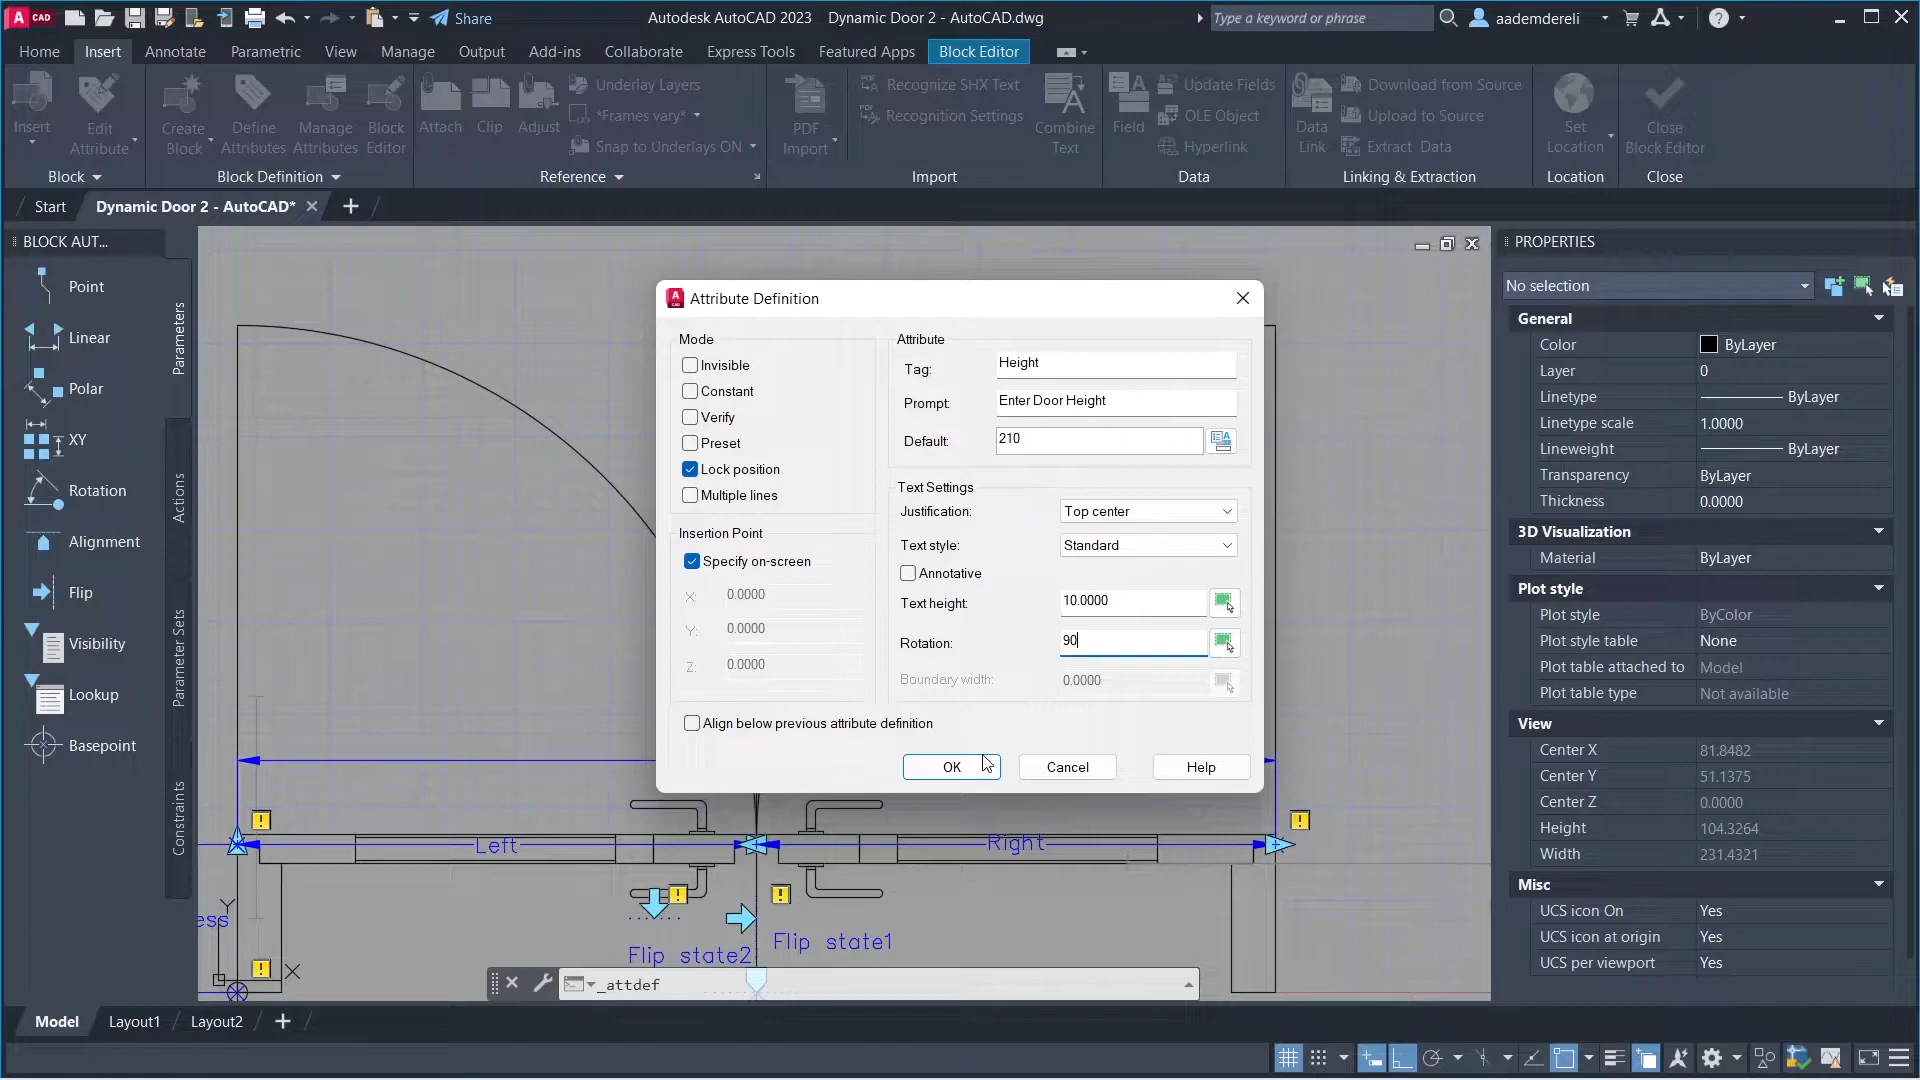 CAD
Share
Autodesk AutoCAD 2023 Dynamic Door 2 - AutoCAD.dwg
Type a keyword or phrase
aademdereli
Home Insert Annotate Parametric View Manage Output Add-ins Collaborate Express Tools Featured Apps Block Editor
Insert
Edit Attribute
Create Block
Define Attributes
Manage Attributes
Block Editor
Attach
Clip
Adjust
Underlay Layers
*Frames vary*
Snap to Underlays ON
PDF Import
Recognize SHX Text
Recognition Settings
Combine Text
Field
Update Fields
OLE Object
Hyperlink
Data Link
Download from Source
Upload to Source
Extract Data
Set Location
Close Block Editor
Block Block Definition Reference Import Data Linking & Extraction Location Close
Start Dynamic Door 2 - AutoCAD*
BLOCK AUT...
Point
Linear
Polar
XY
Rotation
Alignment
Flip
Visibility
Lookup
Basepoint
Parameters
Actions
Parameter Sets
Constraints
Attribute Definition
Mode
Invisible
Constant
Verify
Preset
Lock position
Multiple lines
Insertion Point
Specify on-screen
X: 0.0000
Y: 0.0000
Z: 0.0000
Align below previous attribute definition
Attribute
Tag: Height
Prompt: Enter Door Height
Default: 210
Text Settings
Justification: Top center
Text style: Standard
Annotative
Text height: 10.0000
Rotation: 90
Boundary width: 0.0000
OK Cancel Help
Left
Right
ess
Y
X
Flip state2
Flip state1
_attdef
PROPERTIES
No selection
General
Color ByLayer
Layer 0
Linetype ByLayer
Linetype scale 1.0000
Lineweight ByLayer
Transparency ByLayer
Thickness 0.0000
3D Visualization
Material ByLayer
Plot style
Plot style ByColor
Plot style table None
Plot table attached to Model
Plot table type Not available
View
Center X 81.8482
Center Y 51.1375
Center Z 0.0000
Height 104.3264
Width 231.4321
Misc
UCS icon On Yes
UCS icon at origin Yes
UCS per viewport Yes
Model Layout1 Layout2